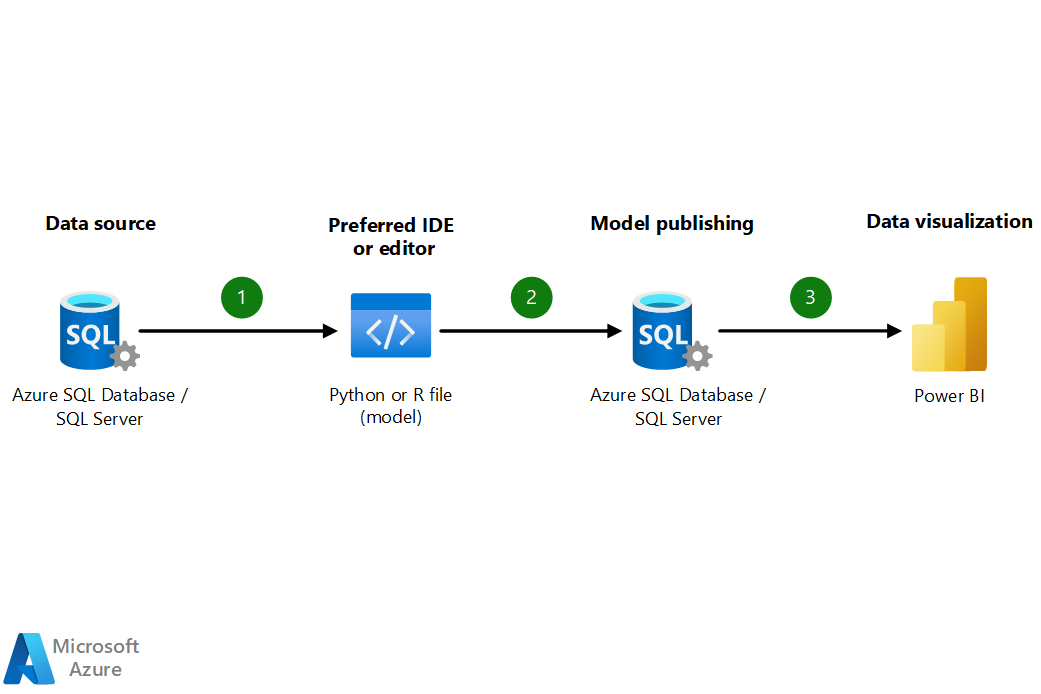 Data source
Preferred IDE
or editor
Model publishing
Data visualization
1
2
3
SQL
</>
SQL
Azure SQL Database /
SQL Server
Python or R file
(model)
Azure SQL Database /
SQL Server
Power BI
Microsoft
Azure